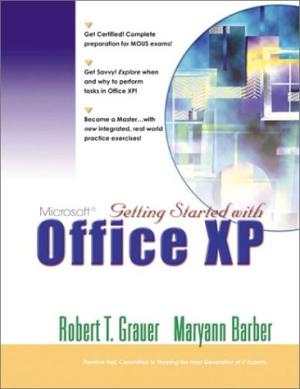 Get Certified! Complete
preparation for MOUS exams!
Get Savvy! Explore when
and why to perform
tasks in Office XP!
Become a Master...with
new integrated, real world
practice exercises!
Microsoft® Getting Started with
Office XP
Robert T. Grauer Maryann Barber
Prentice Hall, Committed to Shaping the Next Generation of IT Experts